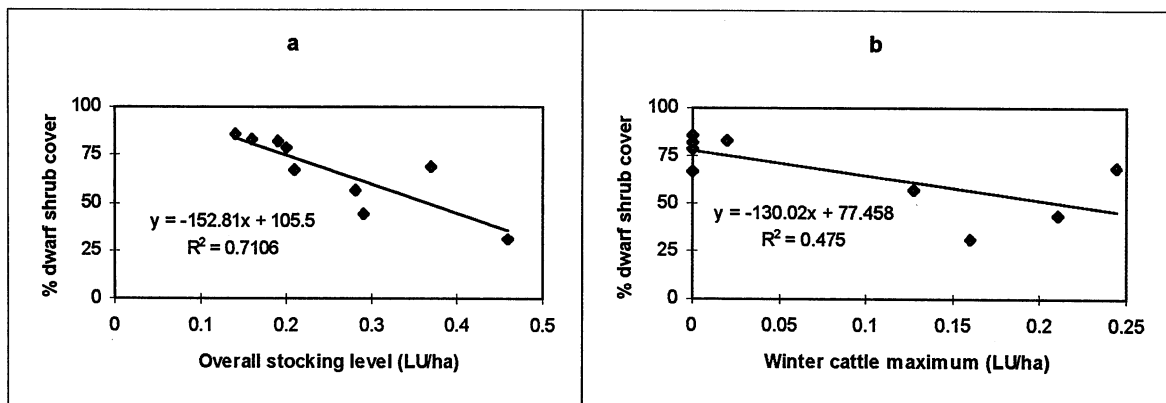 a
% dwarf shrub cover
100
75
50
25
0
y = -152.81x + 105.5
R² = 0.7106
0 0.1 0.2 0.3 0.4 0.5
Overall stocking level (LU/ha)
b
% dwarf shrub cover
100
75
50
25
0
y = -130.02x + 77.458
R² = 0.475
0 0.05 0.1 0.15 0.2 0.25
Winter cattle maximum (LU/ha)